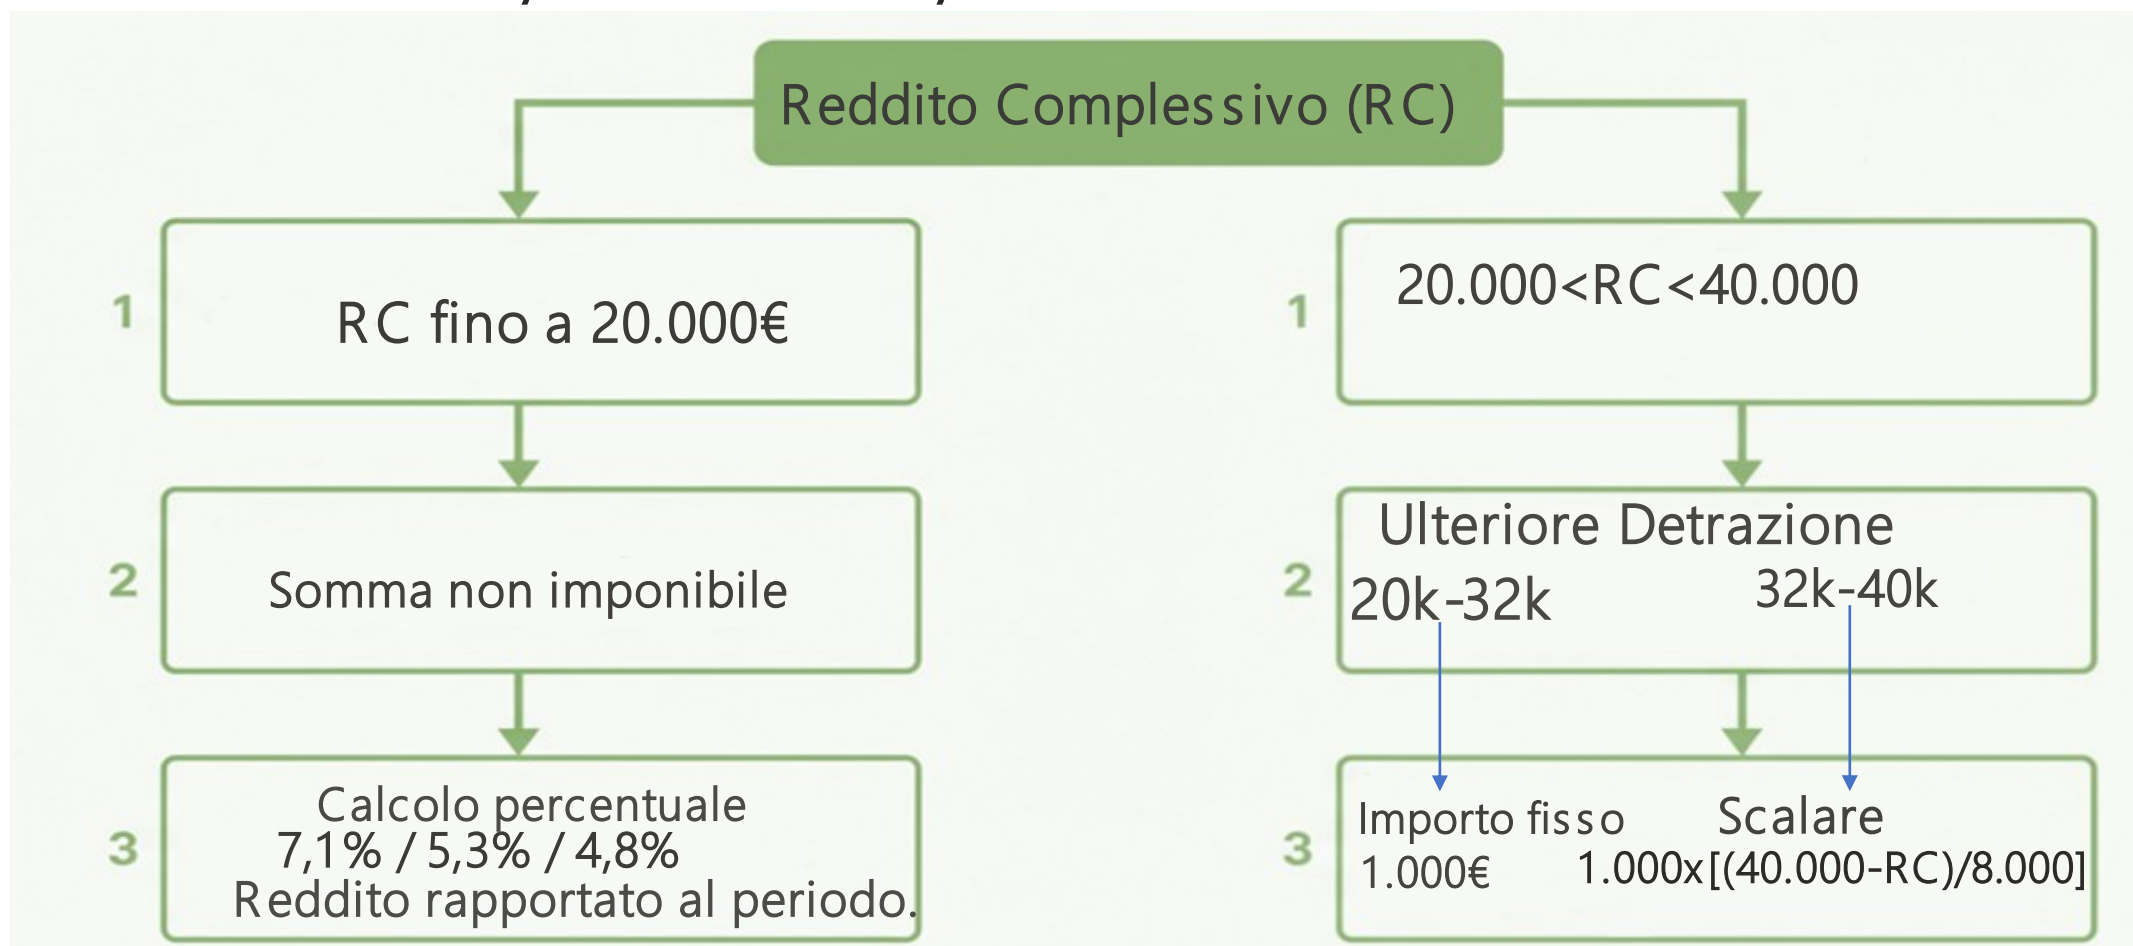 Reddito Complessivo (RC)
1
RC fino a 20.000€
2
Somma non imponibile
3
Calcolo percentuale
7,1% / 5,3% / 4,8%
Reddito rapportato al periodo.
1
20.000<RC<40.000
2
Ulteriore Detrazione
20k-32k 32k-40k
3
Importo fisso Scalare
1.000€ 1.000x[(40.000-RC)/8.000]